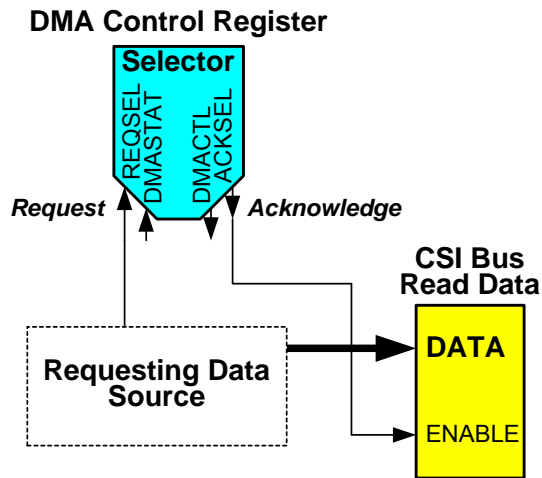 DMA Control Register
Selector
REQSEL
DMASTAT
DMACTL
ACKSEL
Request
Acknowledge
CSI Bus
Read Data
Requesting Data
Source
DATA
ENABLE